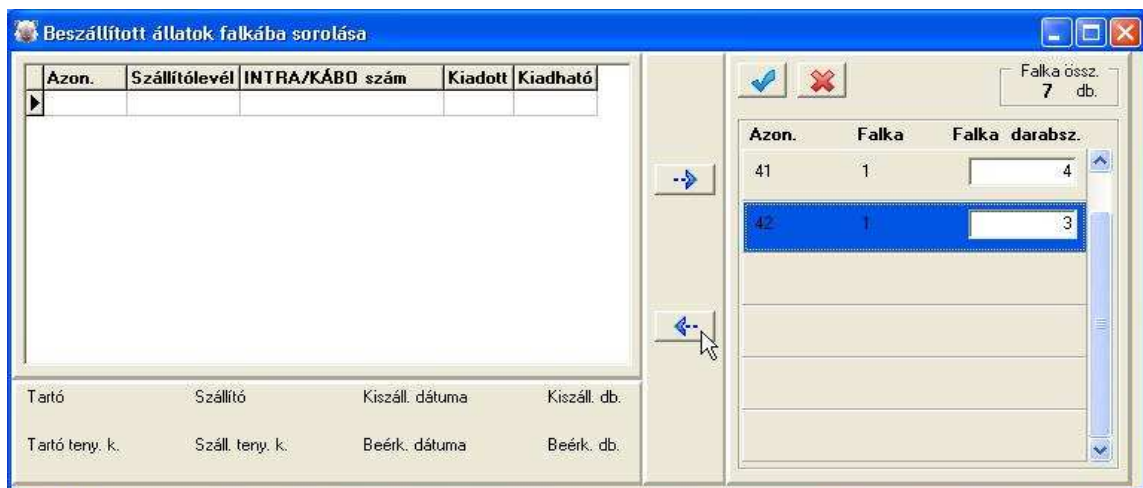 Beszállított állatok falkába sorolása
Azon. Szállítólevél INTRA/KÁBO szám Kiadott Kiadható
Falka össz.
7 db.
Azon. Falka Falka darabsz.
41 1 4
42 1 3
Tartó Szállító Kiszáll. dátuma Kiszáll. db.
Tartó teny. k. Száll. teny. k. Beérk. dátuma Beérk. db.